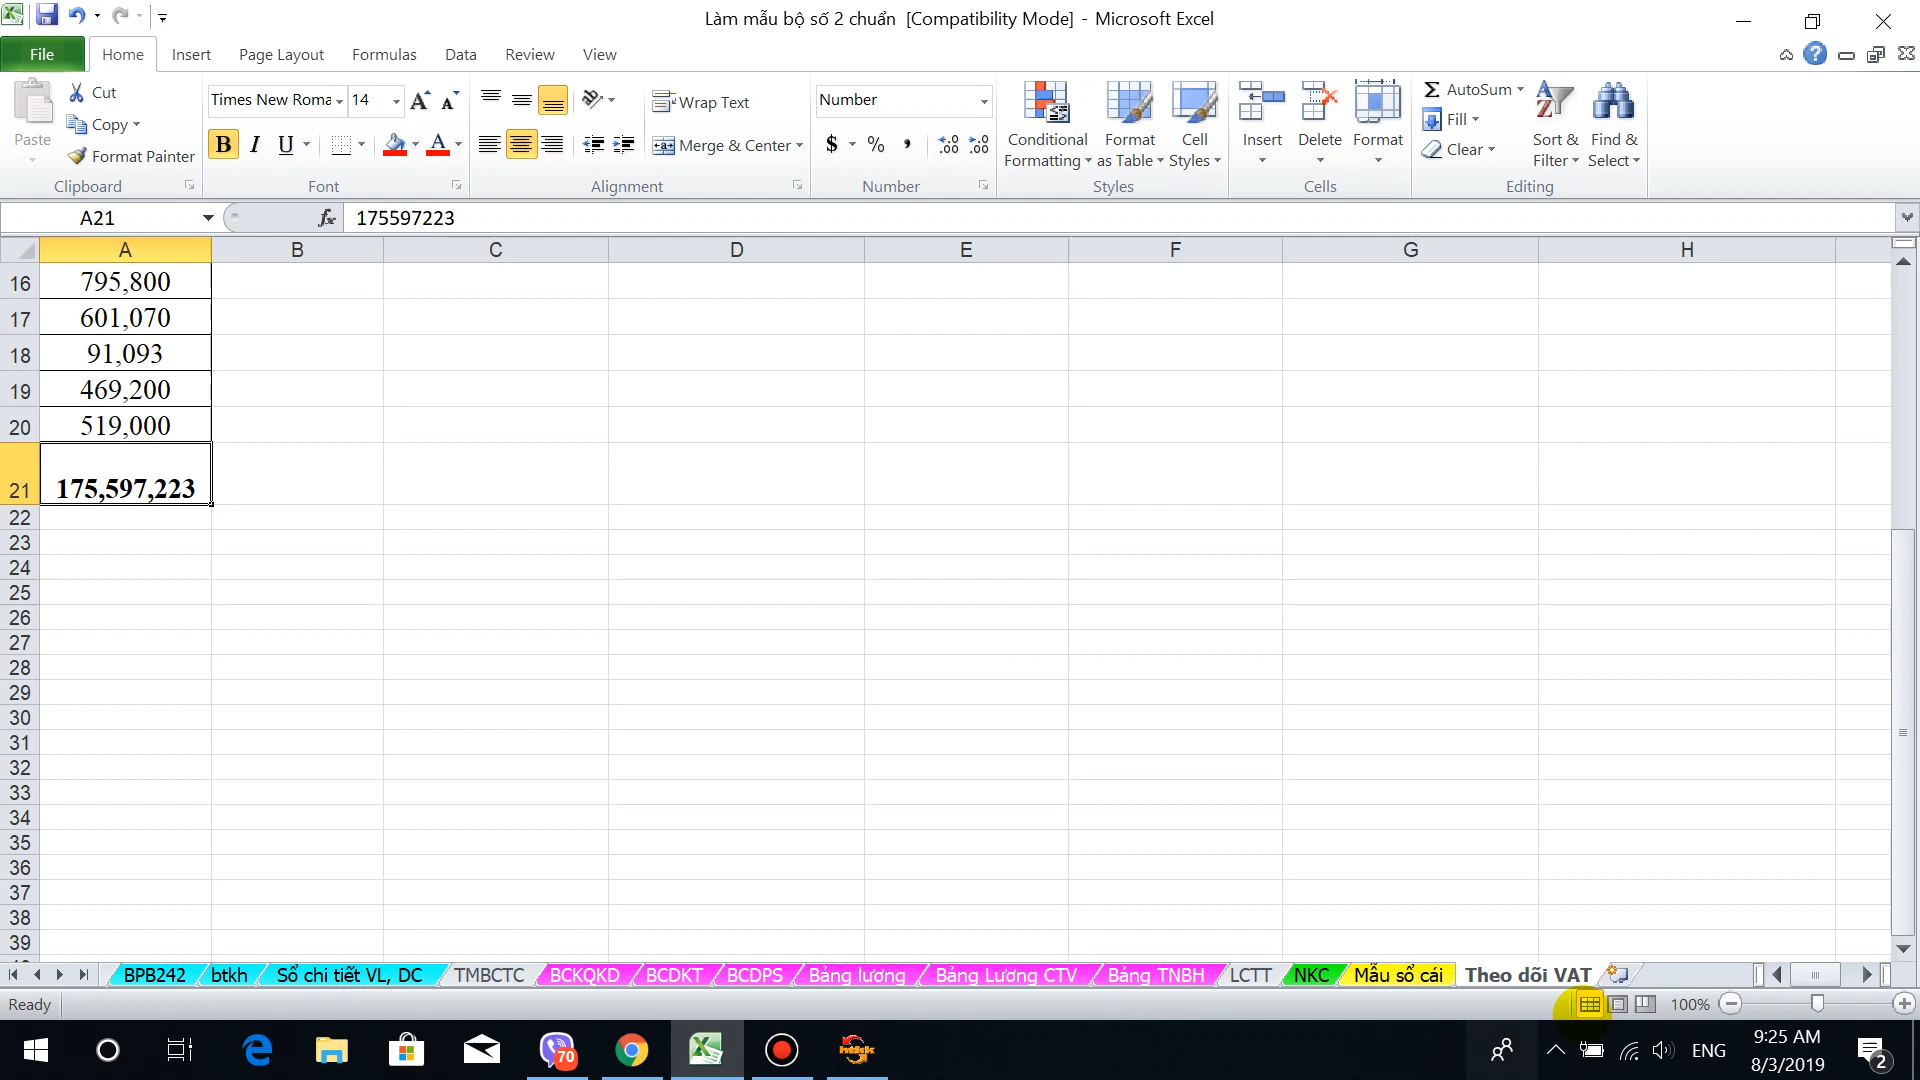 Làm mẫu bộ số 2 chuẩn [Compatibility Mode] - Microsoft Excel
File Home Insert Page Layout Formulas Data Review View
Paste
Cut
Copy
Format Painter
Clipboard
Times New Roma 14
B I U
Font
Wrap Text
Merge & Center
Alignment
Number
$ % ,
Number
Conditional Formatting
Format as Table
Cell Styles
Styles
Insert
Delete
Format
Cells
AutoSum
Fill
Clear
Sort & Filter
Find & Select
Editing
A21 fx 175597223
A B C D E F G H
16 795,800
17 601,070
18 91,093
19 469,200
20 519,000
21 175,597,223
22
23
24
25
26
27
28
29
30
31
32
33
34
35
36
37
38
39
BPB242 btkh Sổ chi tiết VL, DC TMBCTC BCKQKD BCDKT BCDPS Bảng lương Bảng Lương CTV Bảng TNBH LCTT NKC Mẫu sổ cái Theo dõi VAT
Ready 100%
70 ENG 9:25 AM
8/3/2019
2